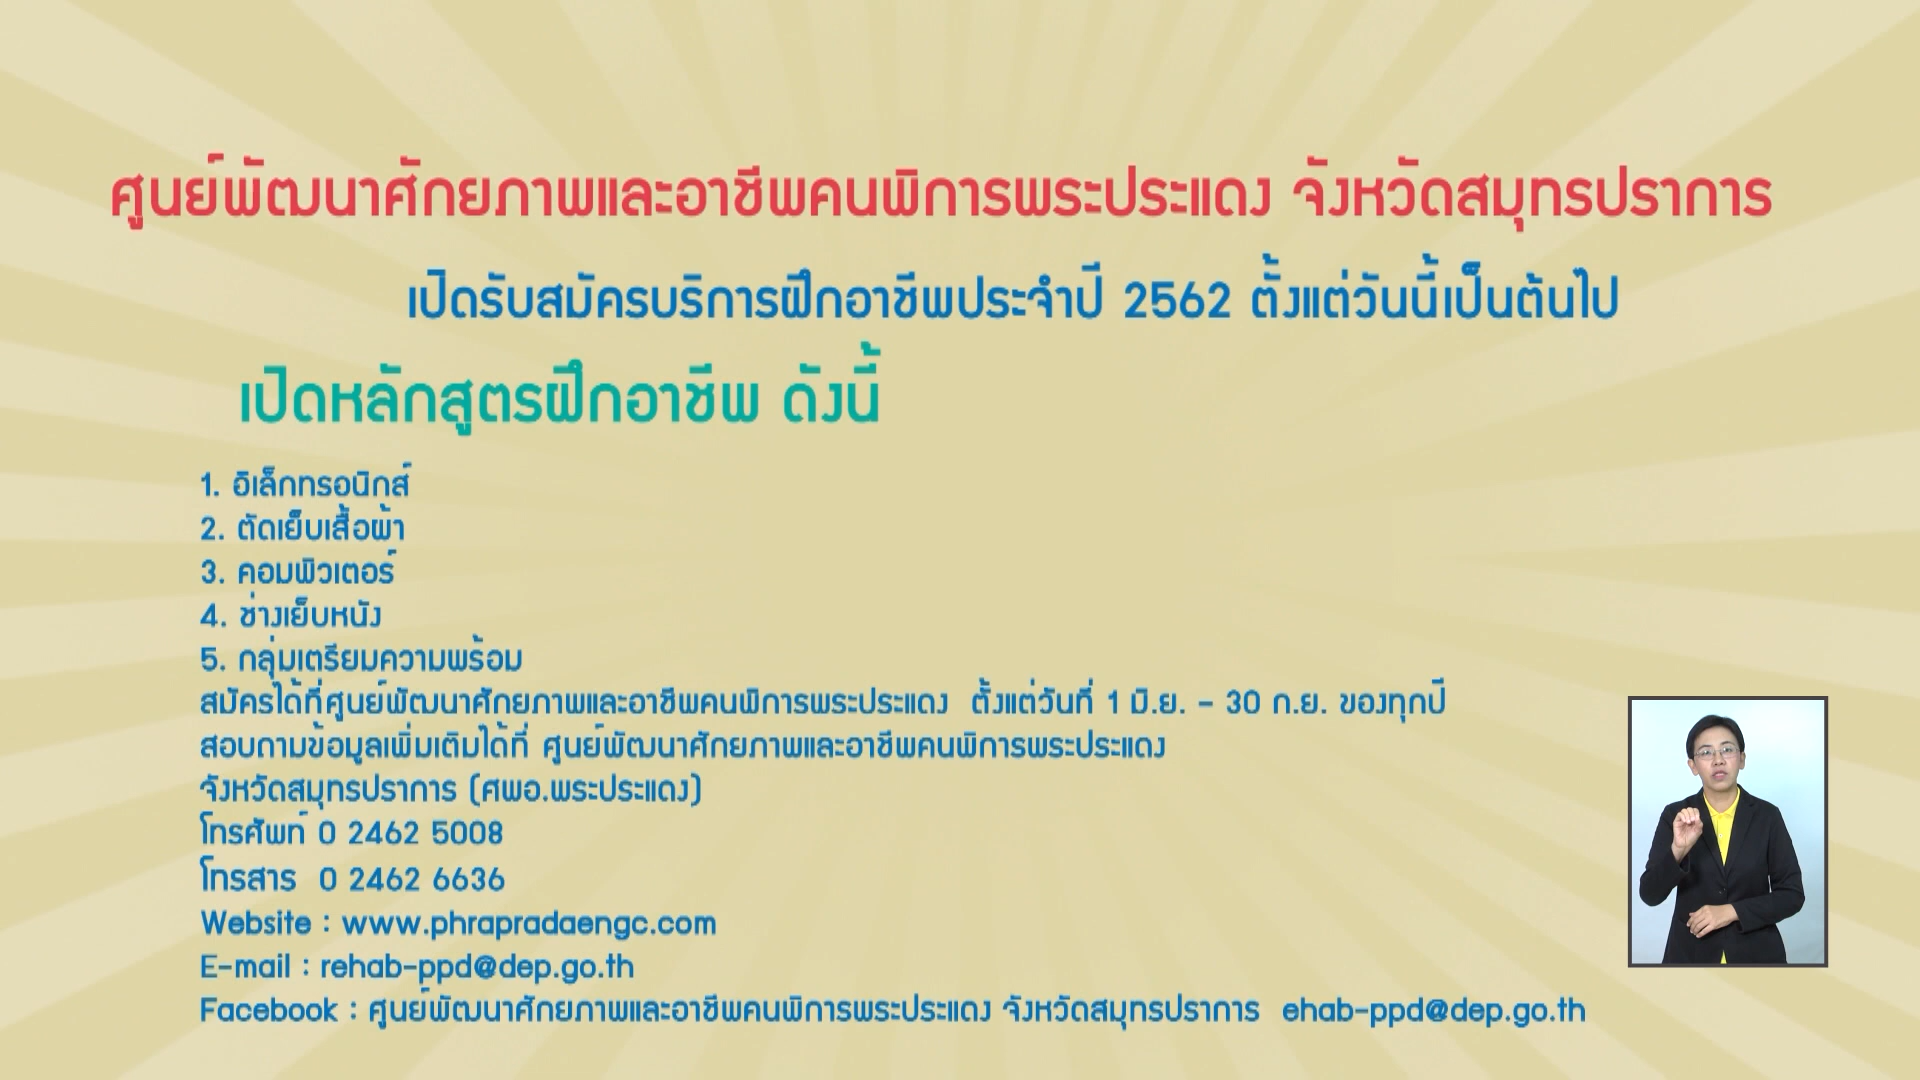 ศูนย์พัฒนาศักยภาพและอาชีพคนพิการพระประแดง จังหวัดสมุทรปราการ
เปิดรับสมัครบริการฝึกอาชีพประจำปี 2562 ตั้งแต่วันนี้เป็นต้นไป
เปิดหลักสูตรฝึกอาชีพ ดังนี้
1. อิเล็กทรอนิกส์
2. ตัดเย็บเสื้อผ้า
3. คอมพิวเตอร์
4. ช่างเย็บหนัง
5. กลุ่มเตรียมความพร้อม
สมัครได้ที่ศูนย์พัฒนาศักยภาพและอาชีพคนพิการพระประแดง ตั้งแต่วันที่ 1 มิ.ย. - 30 ก.ย. ของทุกปี
สอบถามข้อมูลเพิ่มเติมได้ที่ ศูนย์พัฒนาศักยภาพและอาชีพคนพิการพระประแดง
จังหวัดสมุทรปราการ (ศพอ.พระประแดง)
โทรศัพท์ 0 2462 5008
โทรสาร 0 2462 6636
Website : www.phrapradaengc.com
E-mail : rehab-ppd@dep.go.th
Facebook : ศูนย์พัฒนาศักยภาพและอาชีพคนพิการพระประแดง จังหวัดสมุทรปราการ ehab-ppd@dep.go.th